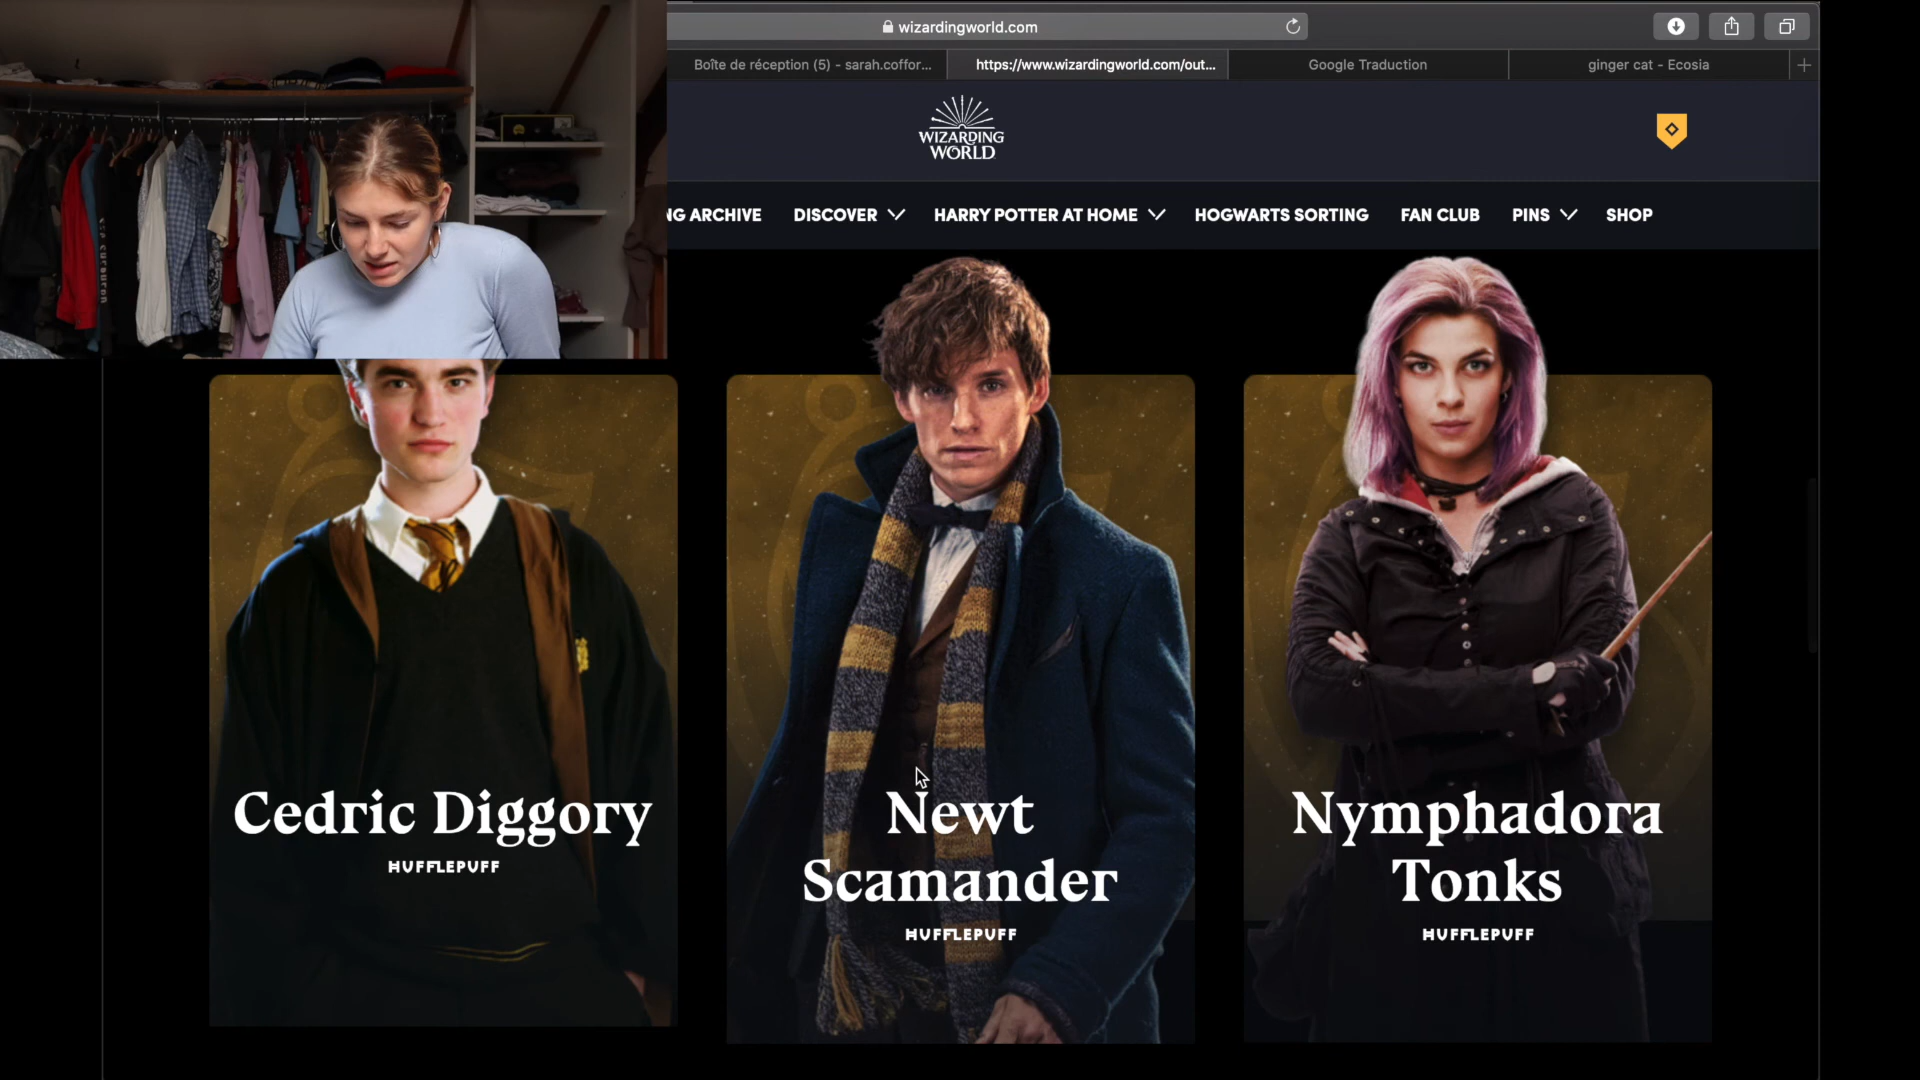 wizardingworld.com
Boîte de réception (5) - sarah.coffor...
https://www.wizardingworld.com/out...
Google Traduction
ginger cat - Ecosia
WIZARDING
WORLD
NG ARCHIVE
DISCOVER
HARRY POTTER AT HOME
HOGWARTS SORTING
FAN CLUB
PINS
SHOP
Cedric Diggory
HUFFLEPUFF
Newt
Scamander
HUFFLEPUFF
Nymphadora
Tonks
HUFFLEPUFF